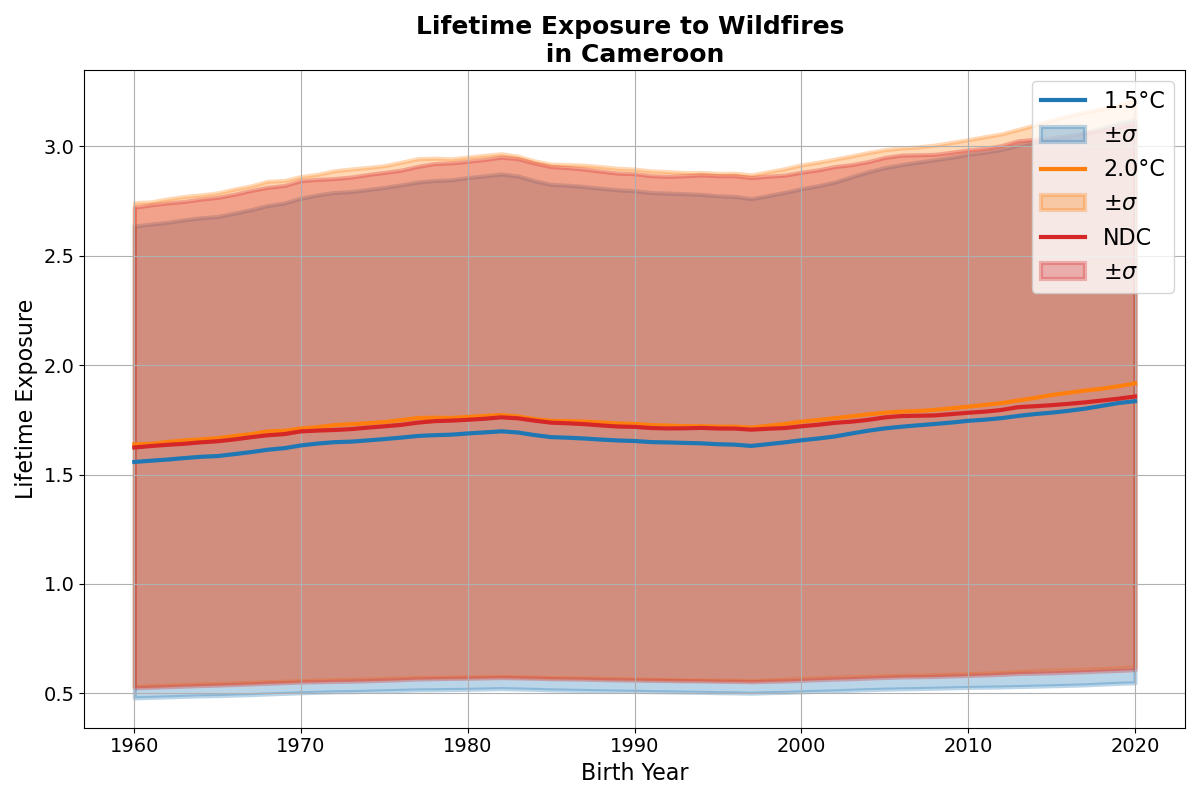 Lifetime Exposure to Wildfires
in Cameroon
1.5°C
±σ
2.0°C
±σ
NDC
±σ
Lifetime Exposure
3.0
2.5
2.0
1.5
1.0
0.5
1960 1970 1980 1990 2000 2010 2020
Birth Year